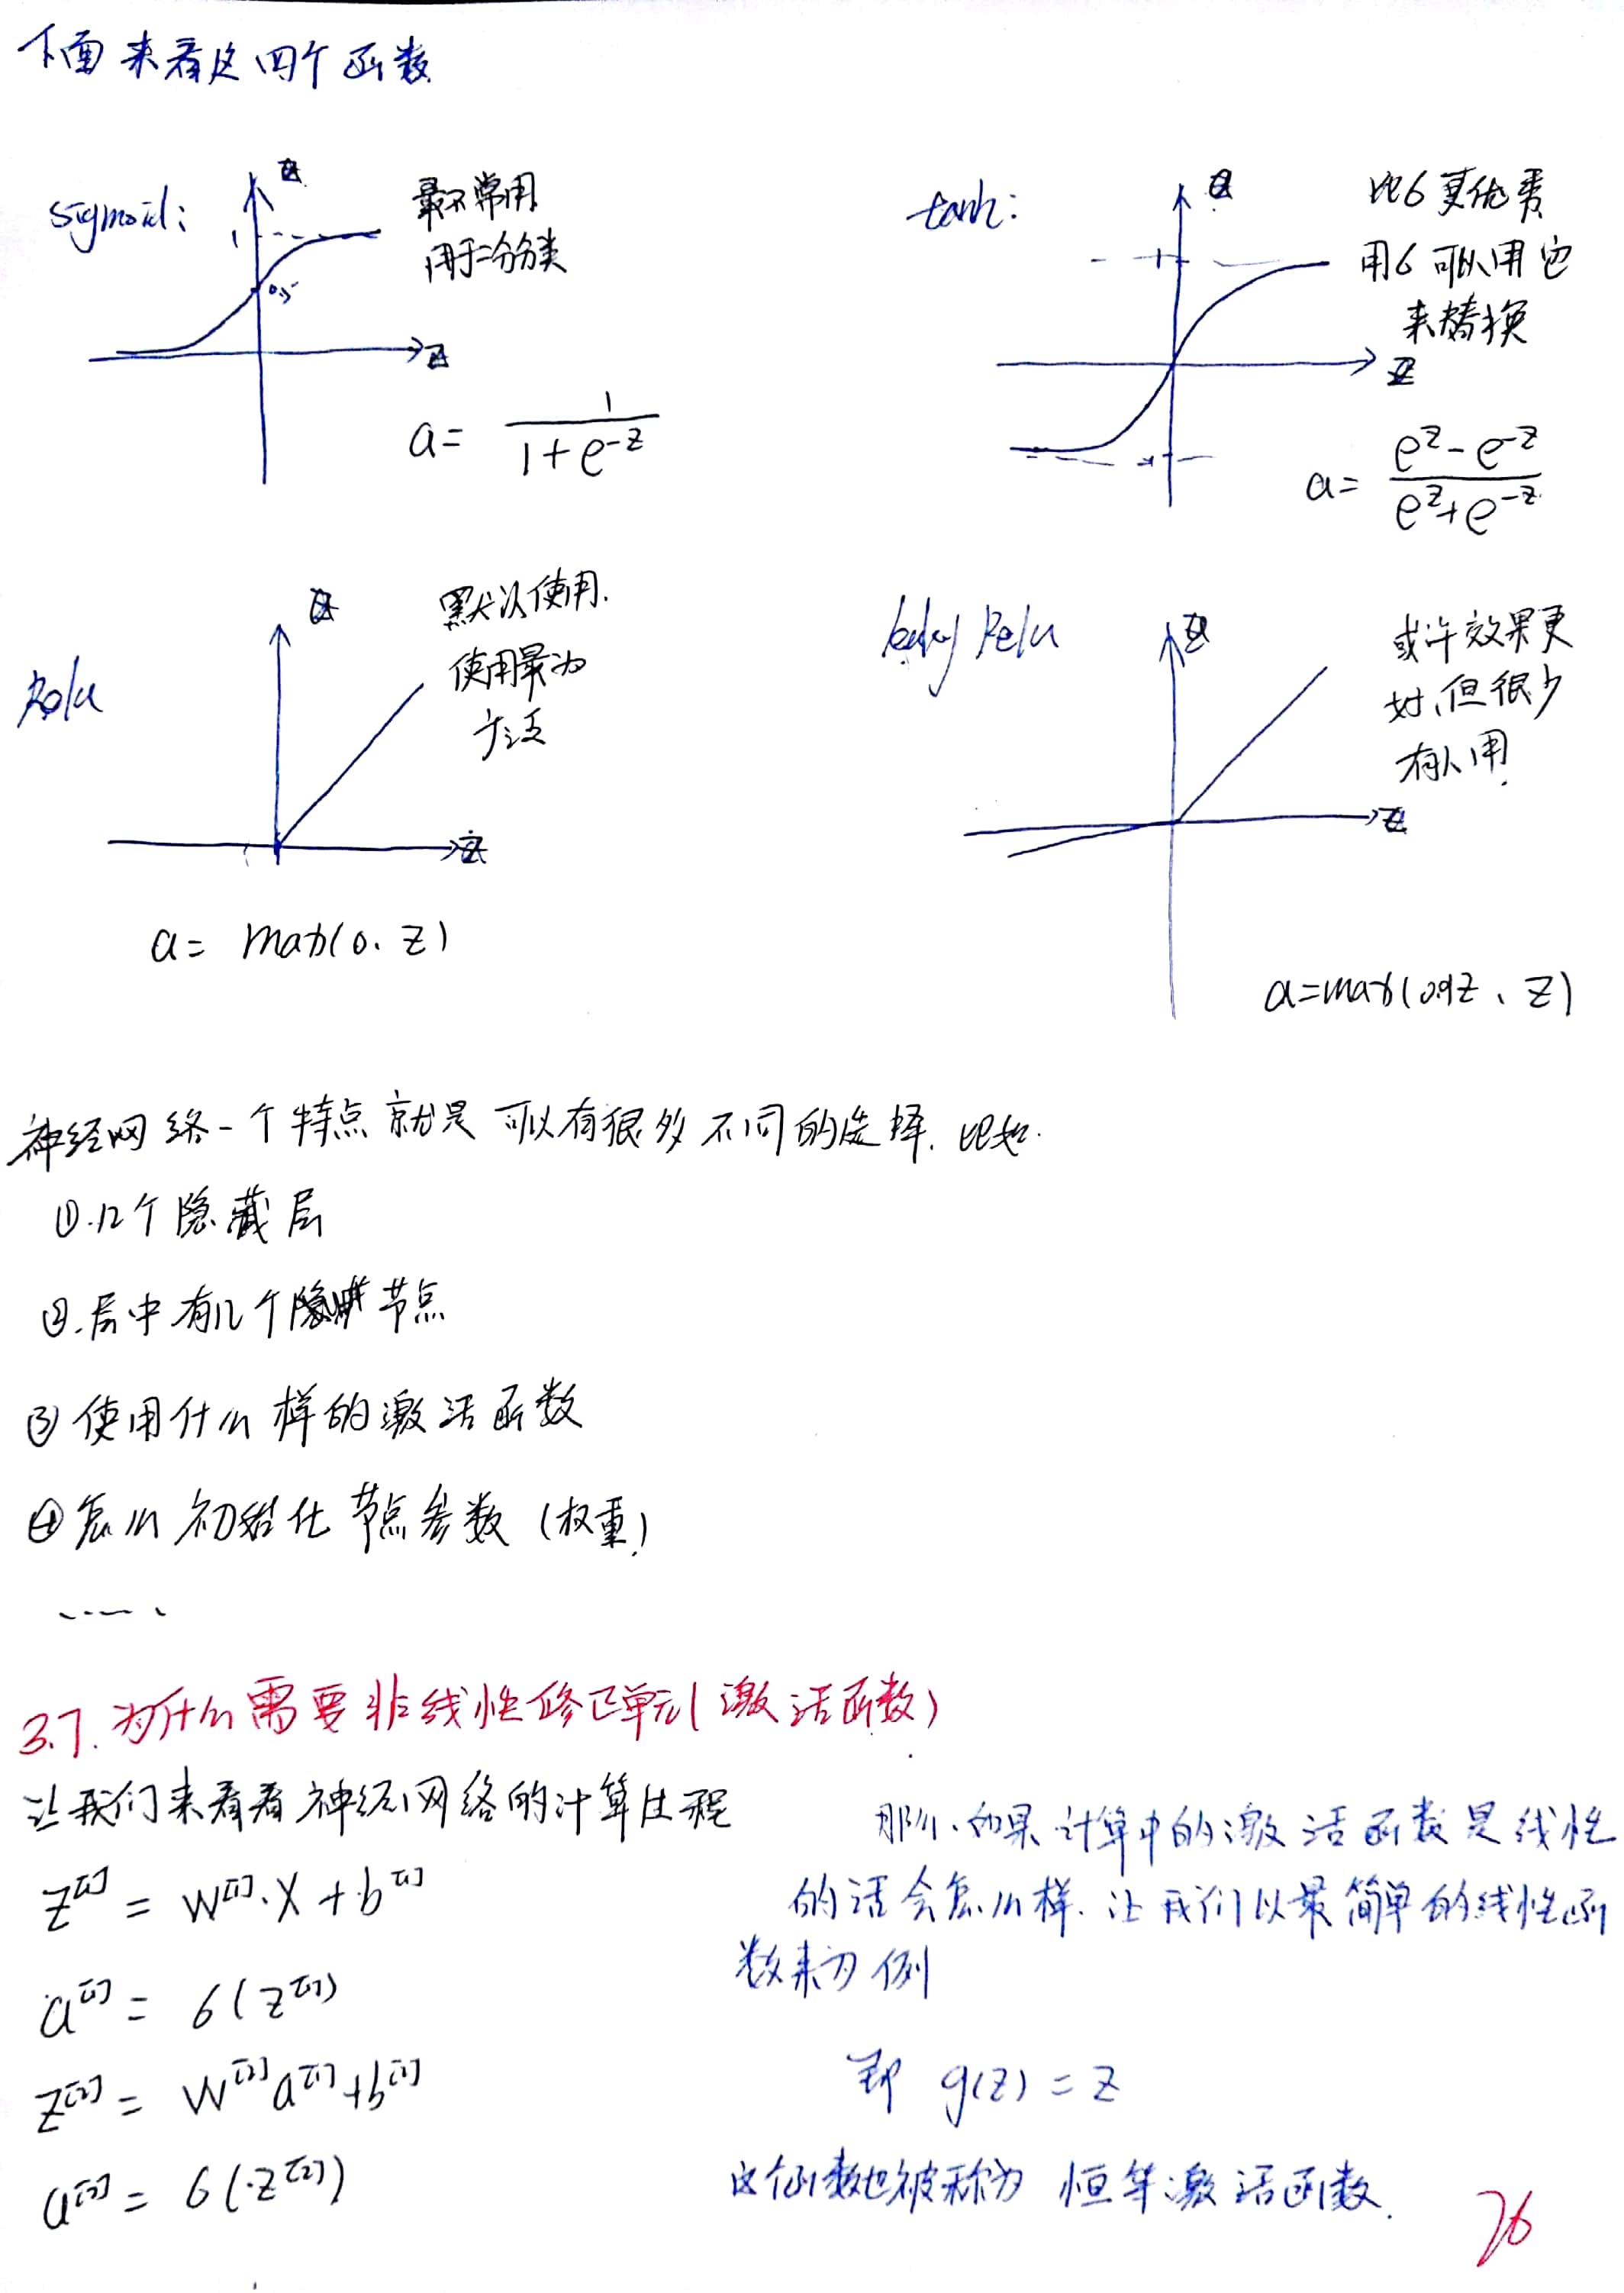 下面来看这四个函数
sigmoid:
1
0.5
z
最不常用
用于二分类
a = 1 / (1 + e^-z)
tanh:
a
1
-1
z
比σ更优秀
用σ可以用它
来替换
a = (e^z - e^-z) / (e^z + e^-z)
Relu
a
z
默认使用.
使用最为
广泛
a = max(0, z)
leaky Relu
a
z
或许效果更
好,但很少
有人用.
a = max(0.01z, z)
神经网络一个特点就是可以有很多不同的选择. 比如.
①.几个隐藏层
②.层中有几个隐藏节点
③使用什么样的激活函数
④怎么初始化节点参数(权重)
......
3.7.为什么需要非线性修正单元(激活函数)
让我们来看看神经网络的计算过程
z^[1] = W^[1]·X + b^[1]
a^[1] = σ(z^[1])
z^[2] = W^[2]a^[1]+b^[2]
a^[2] = σ(z^[2])
那么.如果计算中的激活函数是线性
的话会怎么样.让我们以最简单的线性函
数来为例
即 g(z) = z
这个函数也被称为 恒等激活函数.
26